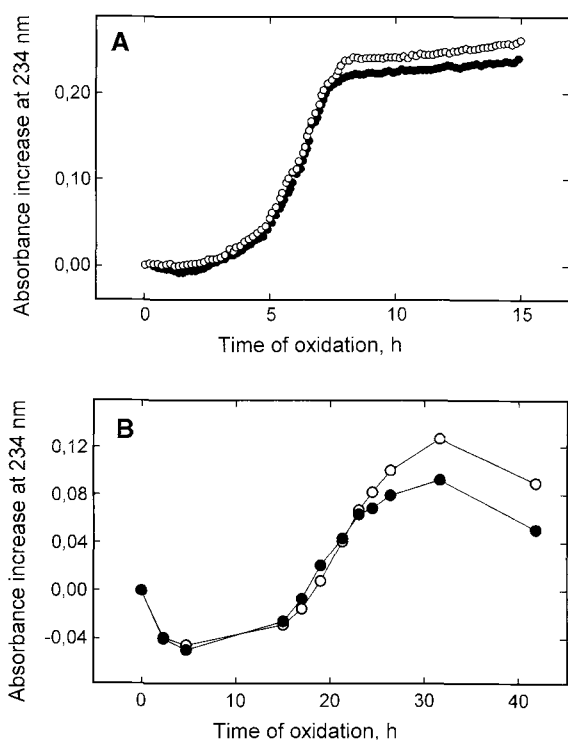 A
Absorbance increase at 234 nm
0,20
0,10
0,00
0
5
10
15
Time of oxidation, h
B
Absorbance increase at 234 nm
0,12
0,08
0,04
0.00
-0,04
0
10
20
30
40
Time of oxidation, h